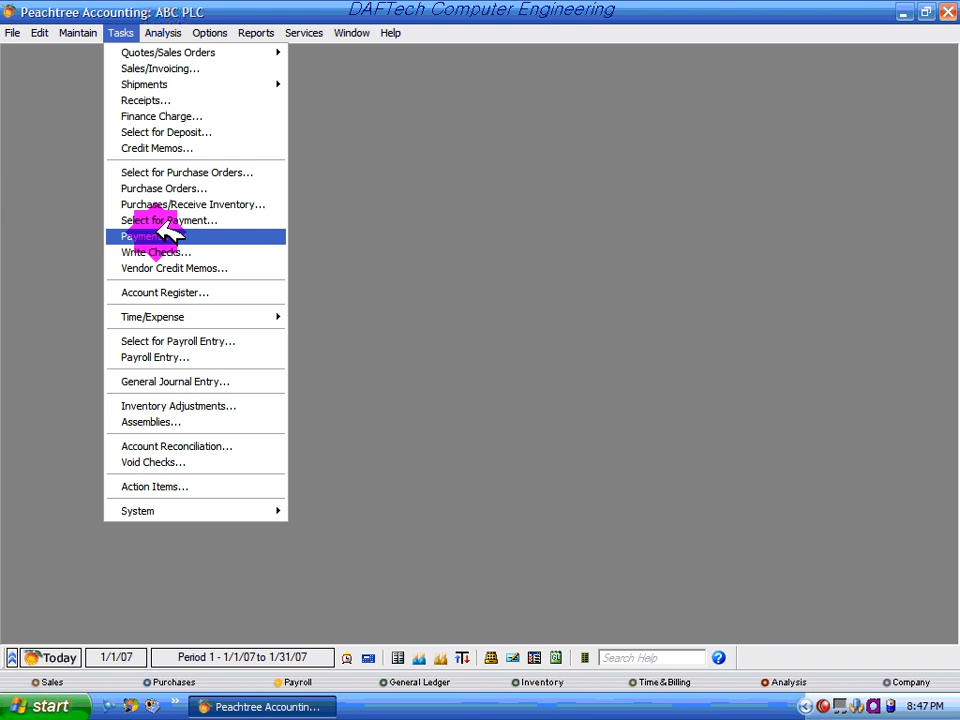 Peachtree Accounting: ABC PLC
DAFTech Computer Engineering
File Edit Maintain Tasks Analysis Options Reports Services Window Help
Quotes/Sales Orders
Sales/Invoicing...
Shipments
Receipts...
Finance Charge...
Select for Deposit...
Credit Memos...
Select for Purchase Orders...
Purchase Orders...
Purchases/Receive Inventory...
Select for Payment...
Write Checks...
Vendor Credit Memos...
Account Register...
Time/Expense
Select for Payroll Entry...
Payroll Entry...
General Journal Entry...
Inventory Adjustments...
Assemblies...
Account Reconciliation...
Void Checks...
Action Items...
System
Today 1/1/07 Period 1 - 1/1/07 to 1/31/07 Search Help
Sales Purchases Payroll General Ledger Inventory Time & Billing Analysis Company
start Peachtree Accountin... 8:47 PM